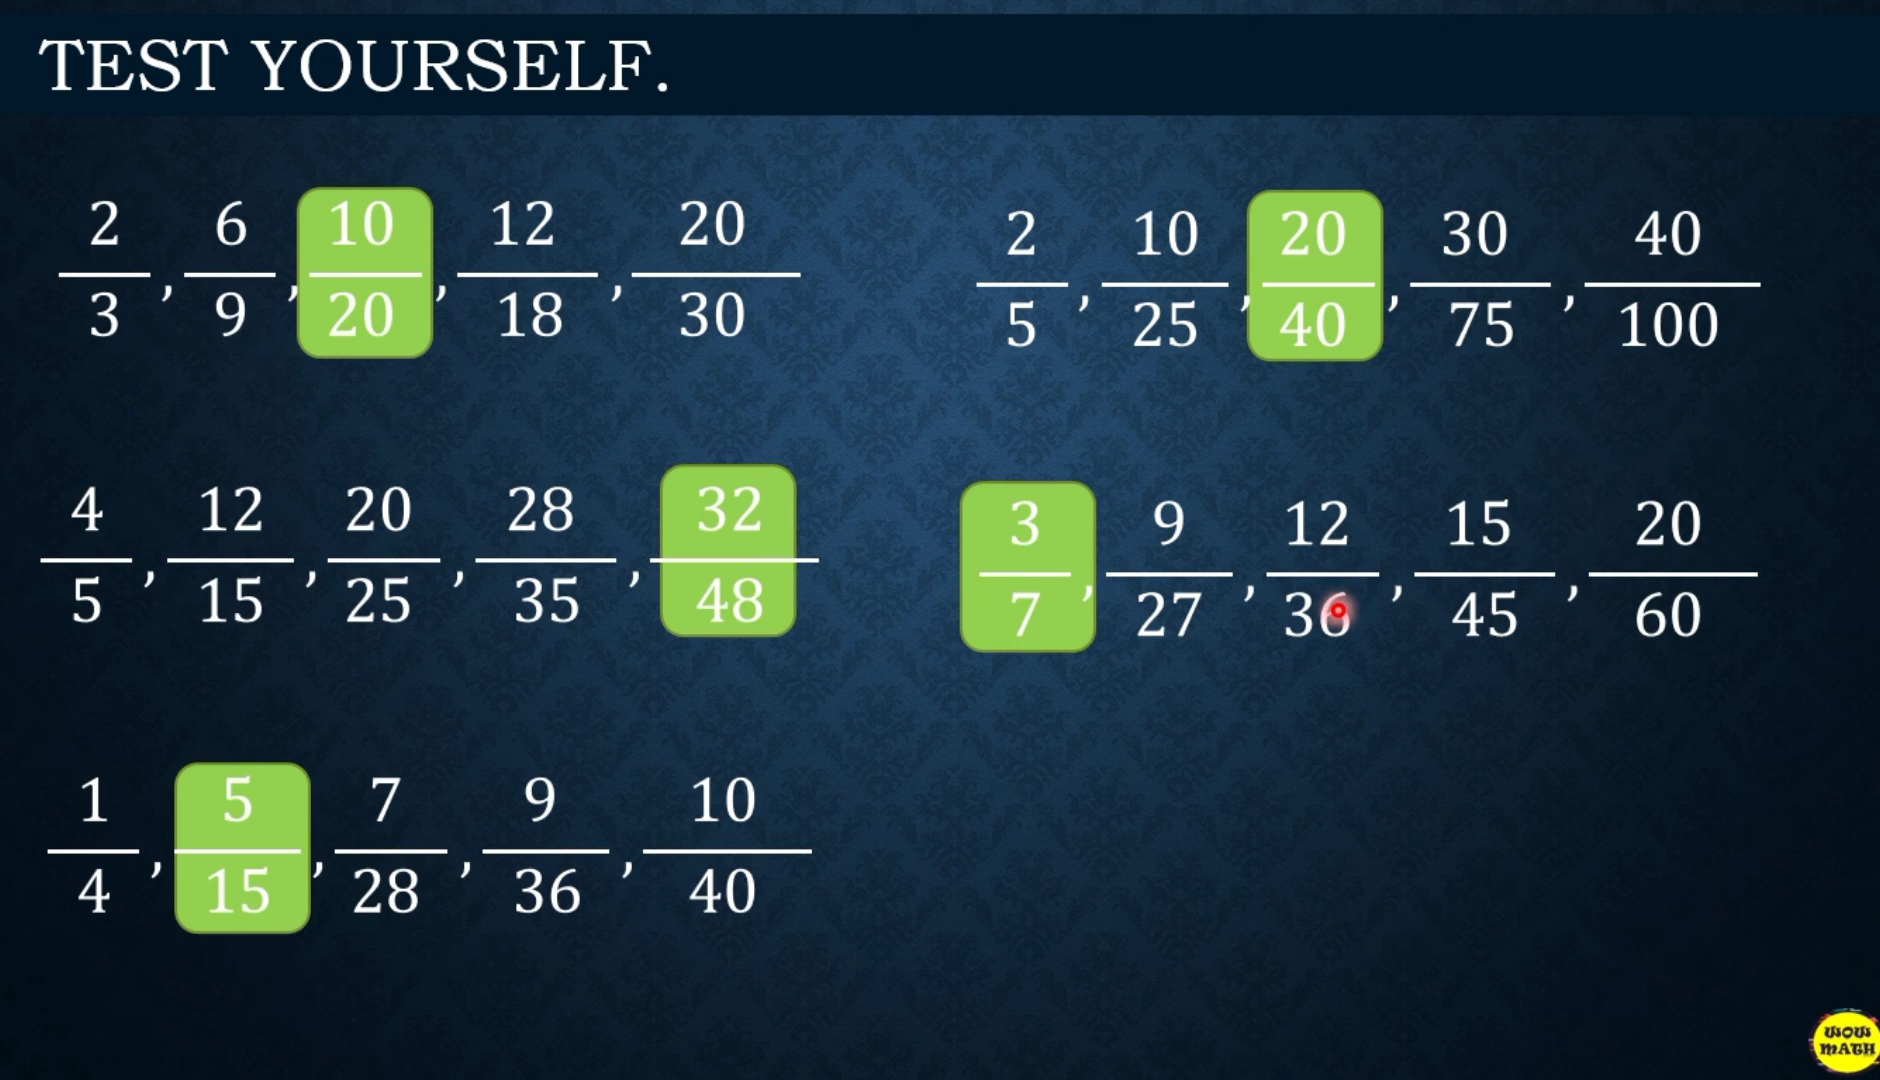 TEST YOURSELF.
2/3, 6/9, 10/20, 12/18, 20/30
2/5, 10/25, 20/40, 30/75, 40/100
4/5, 12/15, 20/25, 28/35, 32/48
3/7, 9/27, 12/36, 15/45, 20/60
1/4, 5/15, 7/28, 9/36, 10/40
WOW
MATH